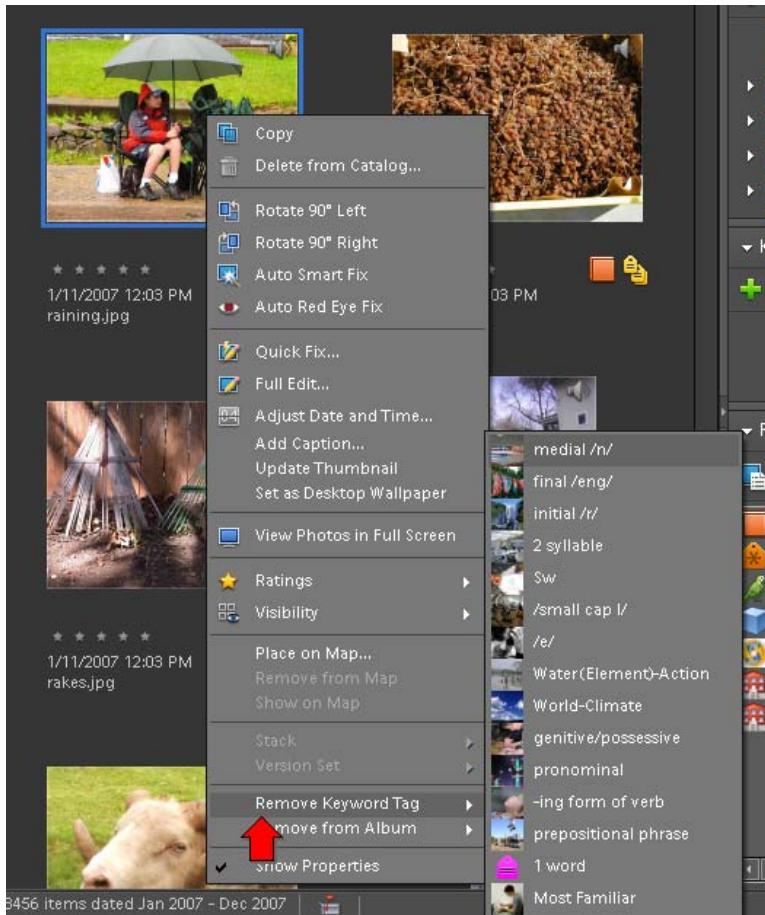 Copy
Delete from Catalog...
Rotate 90° Left
Rotate 90° Right
Auto Smart Fix
Auto Red Eye Fix
Quick Fix...
Full Edit...
Adjust Date and Time...
Add Caption...
Update Thumbnail
Set as Desktop Wallpaper
View Photos in Full Screen
Ratings
Visibility
Place on Map...
Remove from Map
Show on Map
Stack
Version Set
Remove Keyword Tag
from Album
Show Properties
medial /n/
final /eng/
initial /r/
2 syllable
Sw
/small cap I/
/e/
Water(Element)-Action
World-Climate
genitive/possessive
pronominal
-ing form of verb
prepositional phrase
1 word
Most Familiar
1/11/2007 12:03 PM
raining.jpg
03 PM
1/11/2007 12:03 PM
rakes.jpg
8456 items dated Jan 2007 - Dec 2007